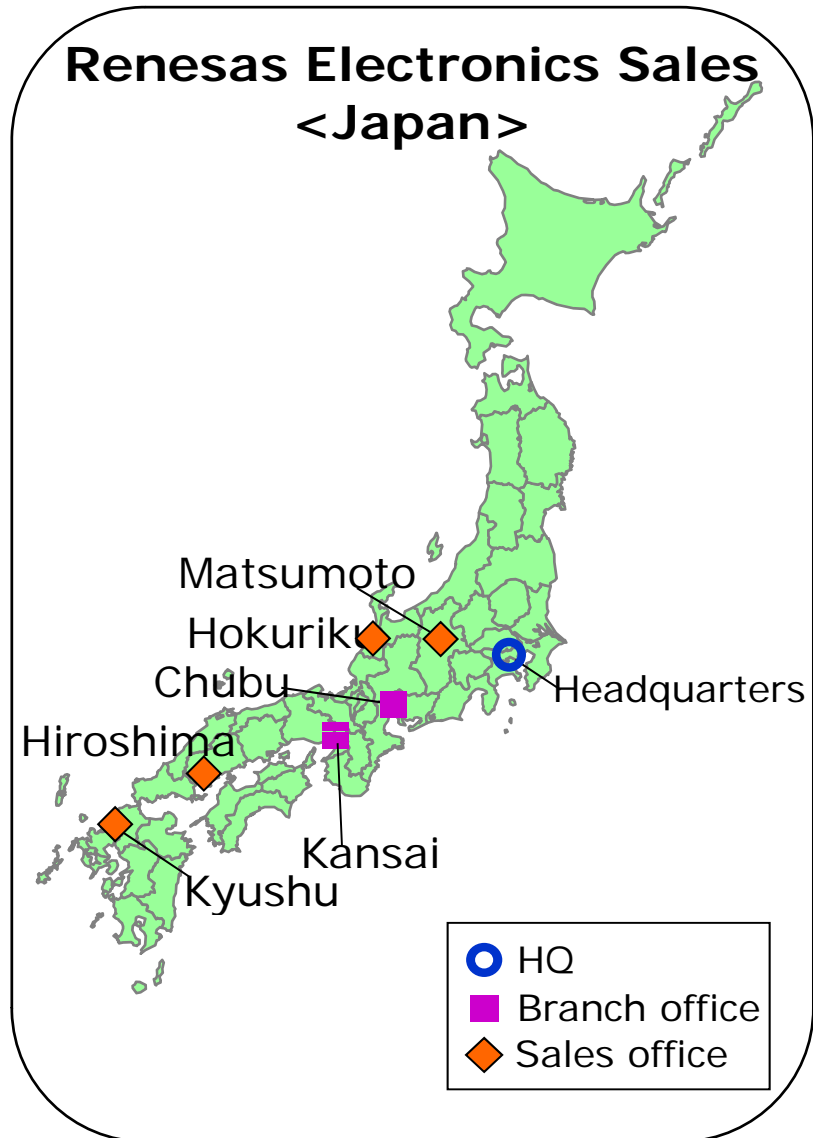 Renesas Electronics Sales
<Japan>
Matsumoto
Hokuriku
Chubu
Headquarters
Hiroshima
Kansai
Kyushu
HQ
Branch office
Sales office